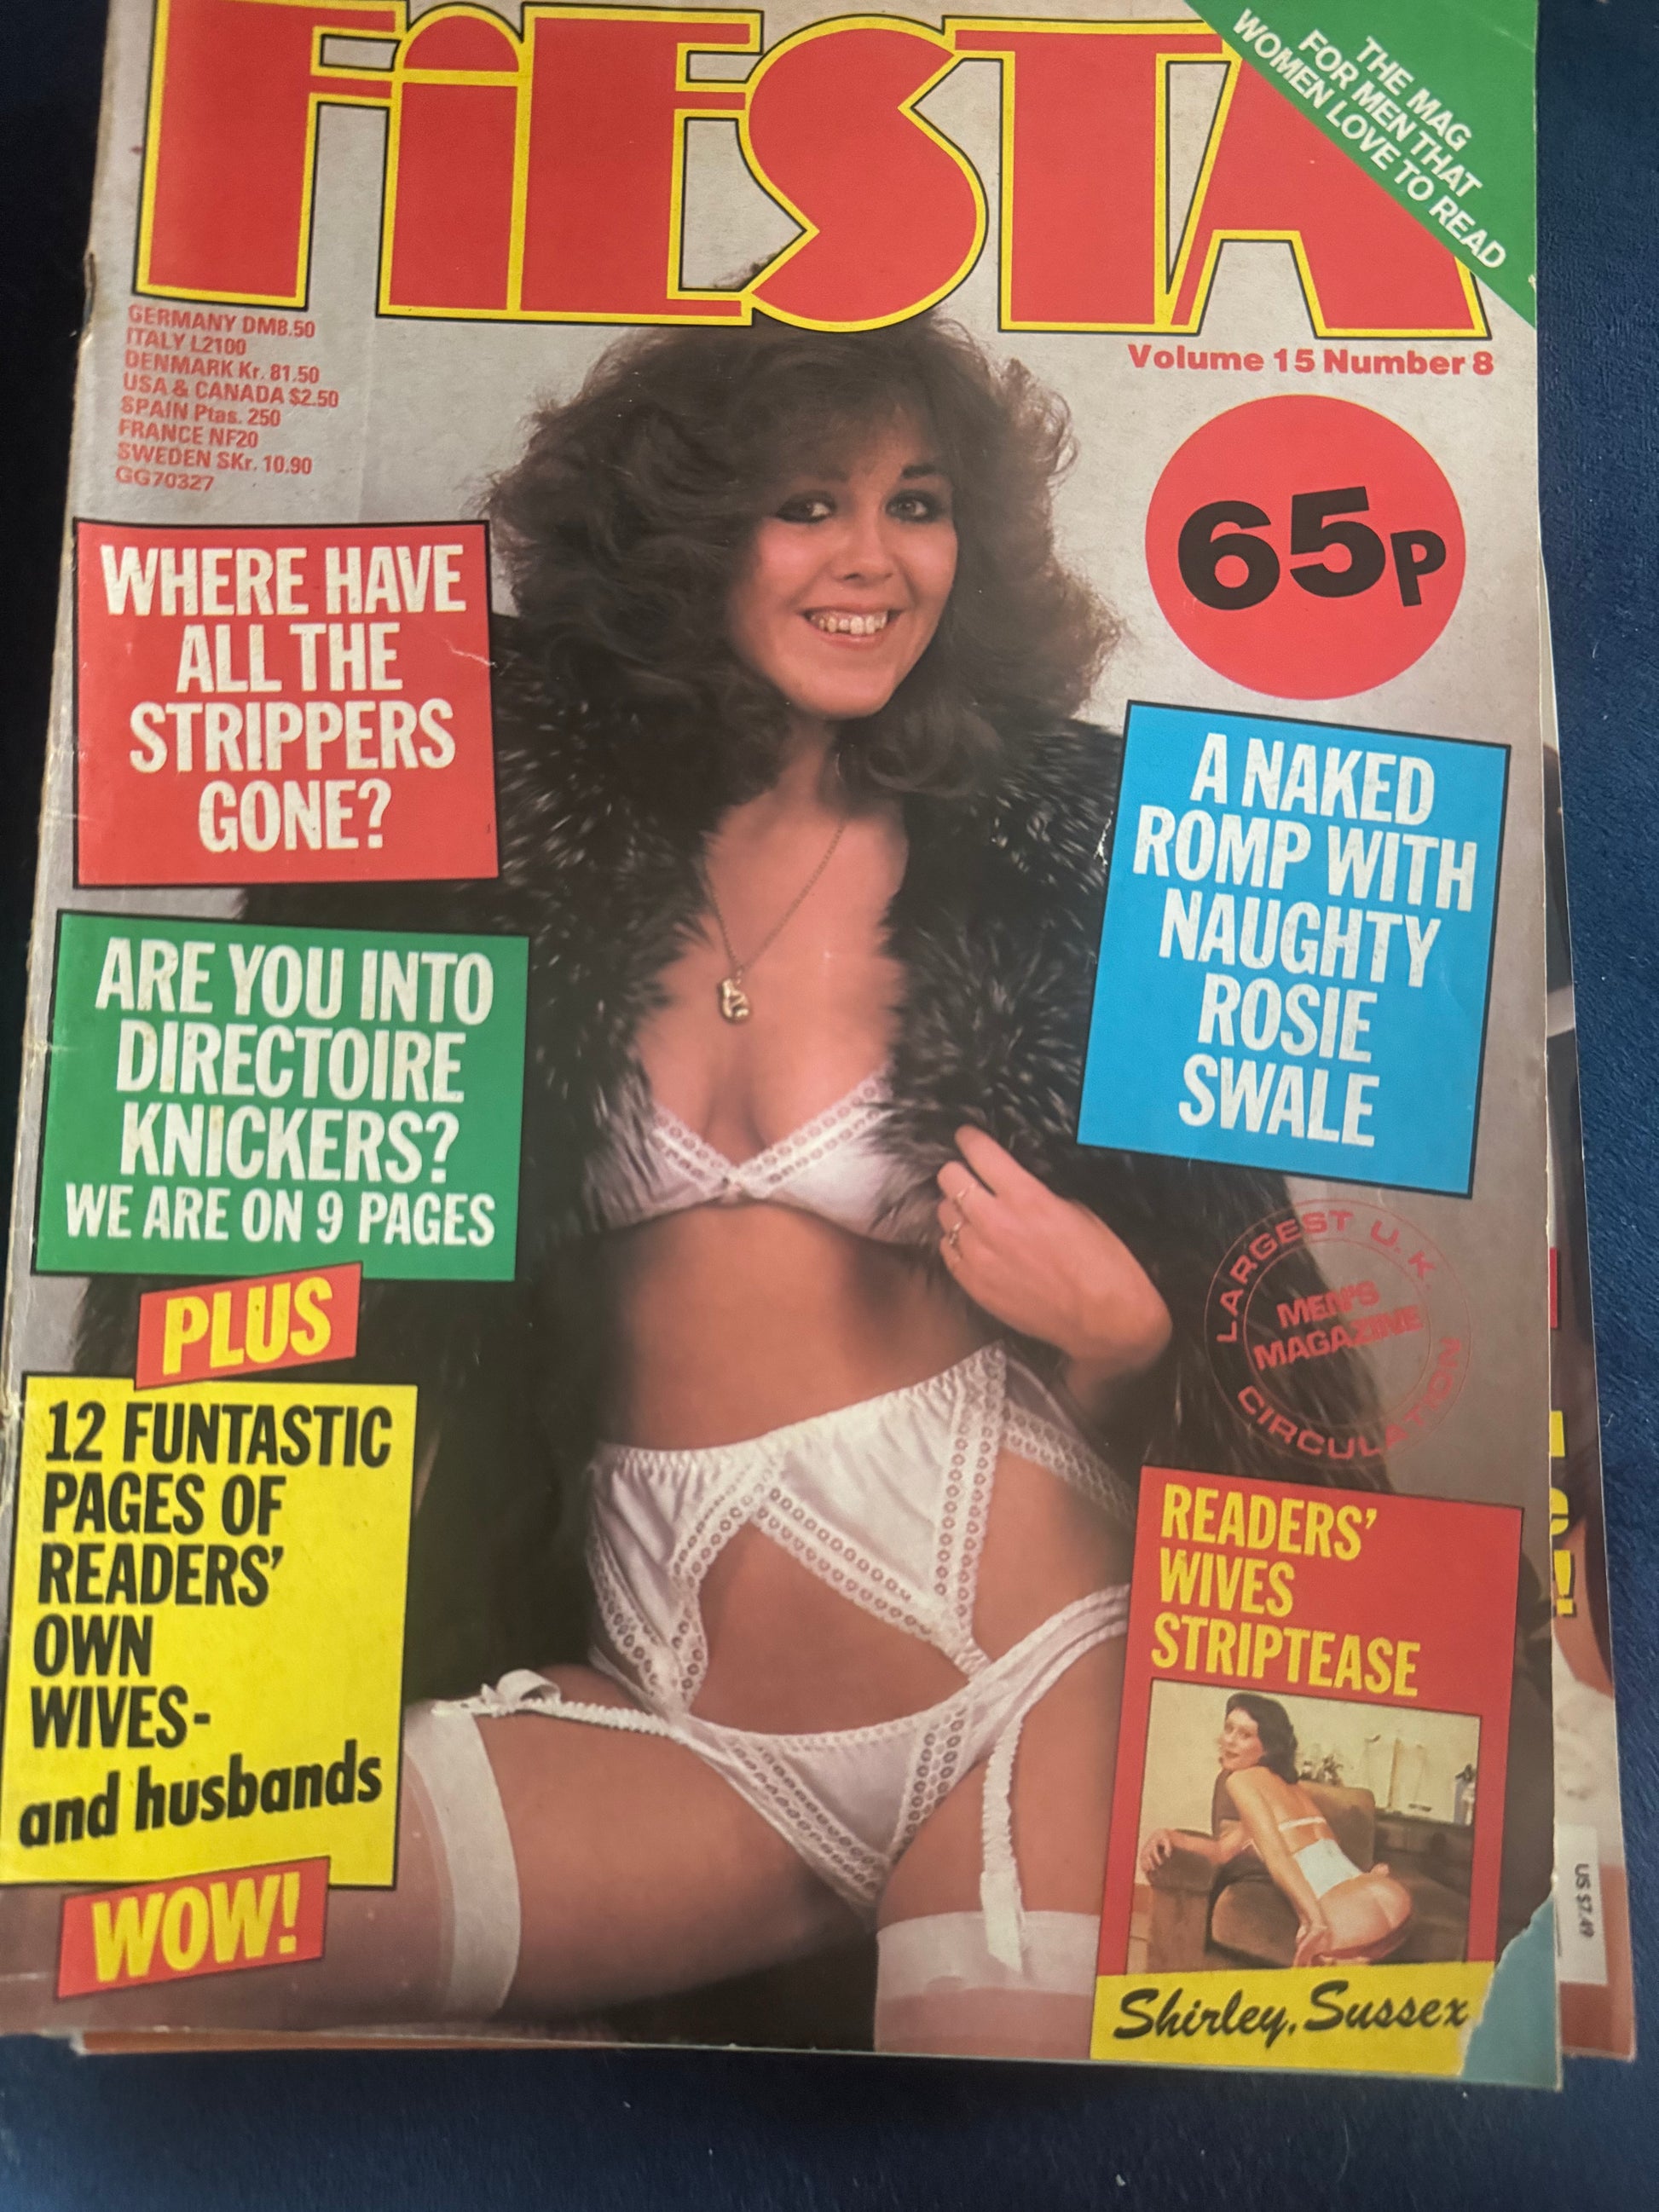 FiESTA
THE MAG
FOR MEN THAT
WOMEN LOVE TO READ
GERMANY DM8.50
ITALY L2100
DENMARK Kr. 81.50
USA & CANADA $2.50
SPAIN Ptas. 250
FRANCE NF20
SWEDEN SKr. 10.90
GG70327
Volume 15 Number 8
65p
WHERE HAVE
ALL THE
STRIPPERS
GONE?
A NAKED
ROMP WITH
NAUGHTY
ROSIE
SWALE
ARE YOU INTO
DIRECTOIRE
KNICKERS?
WE ARE ON 9 PAGES
PLUS
12 FUNTASTIC
PAGES OF
READERS'
OWN
WIVES-
and husbands
WOW!
LARGEST U.K.
MEN'S
MAGAZINE
CIRCULATION
READERS'
WIVES
STRIPTEASE
Shirley, Sussex
US $7.49